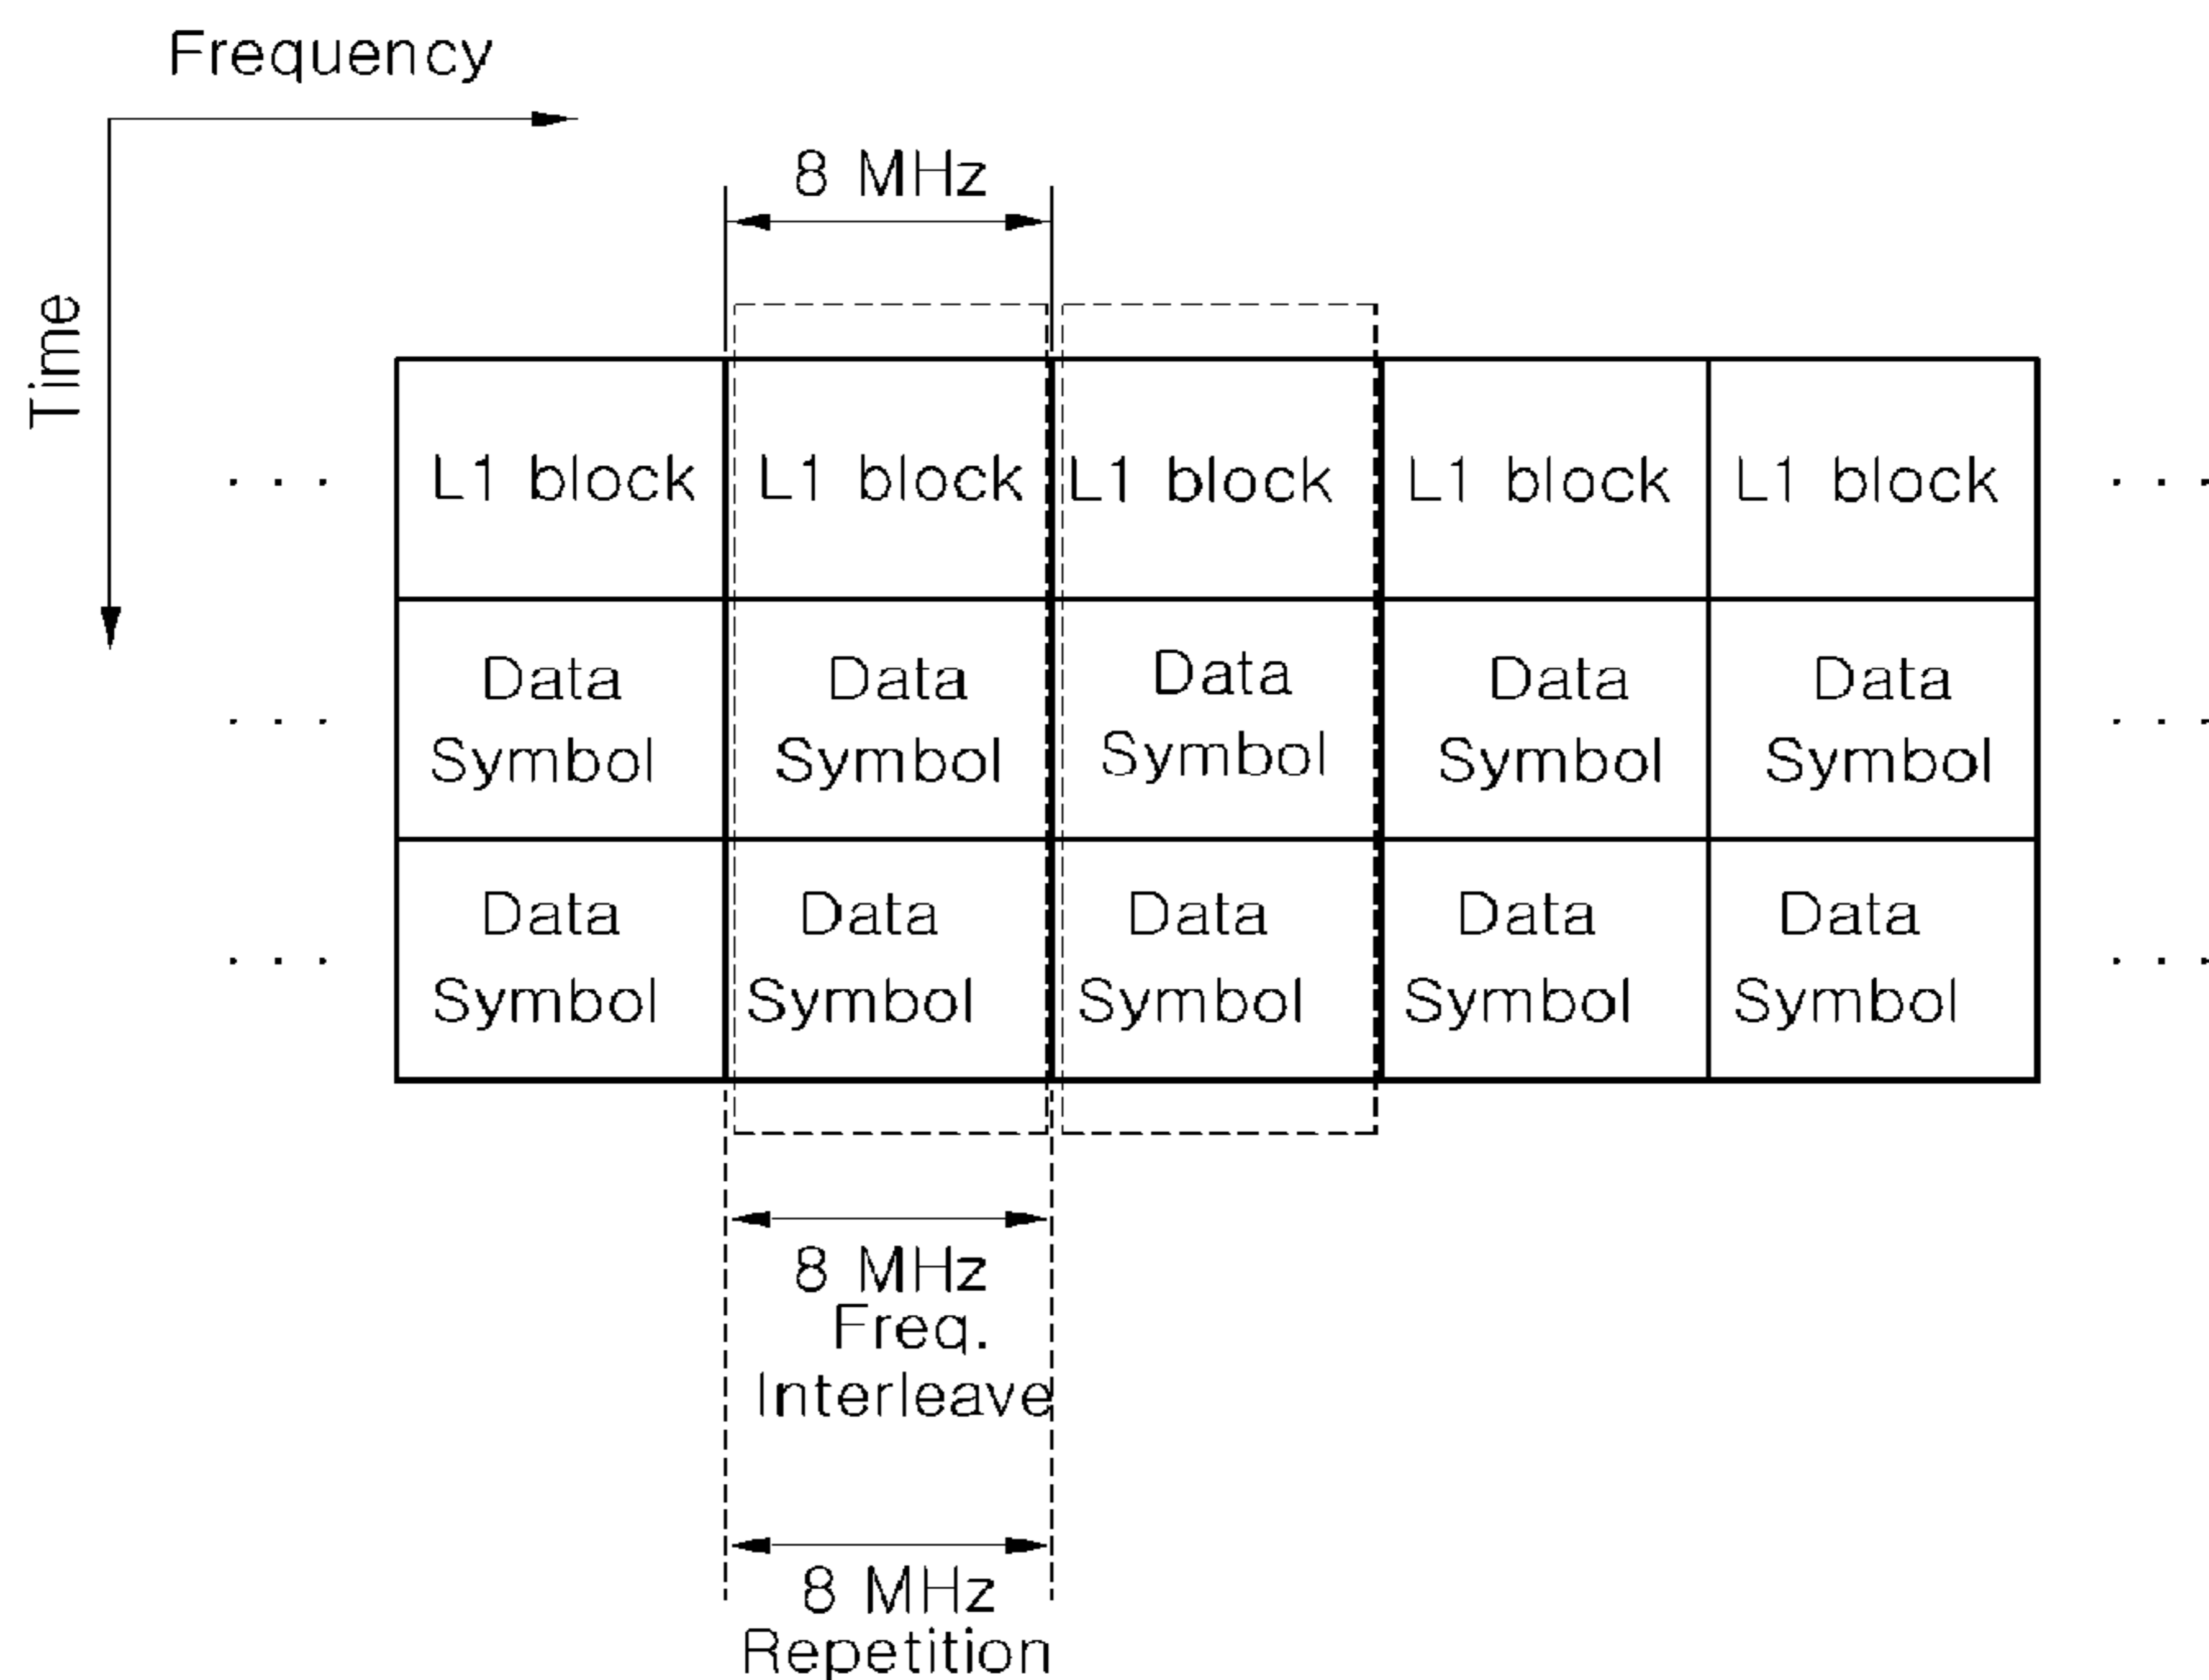 Frequency
8 MHz
Time
. . . L1 block L1 block L1 block L1 block L1 block . . .
Data Data Data Data Data
. . . Symbol Symbol Symbol Symbol Symbol . . .
Data Data Data Data Data
. . . Symbol Symbol Symbol Symbol Symbol . . .
8 MHz
Freq.
Interleave
8 MHz
Repetition